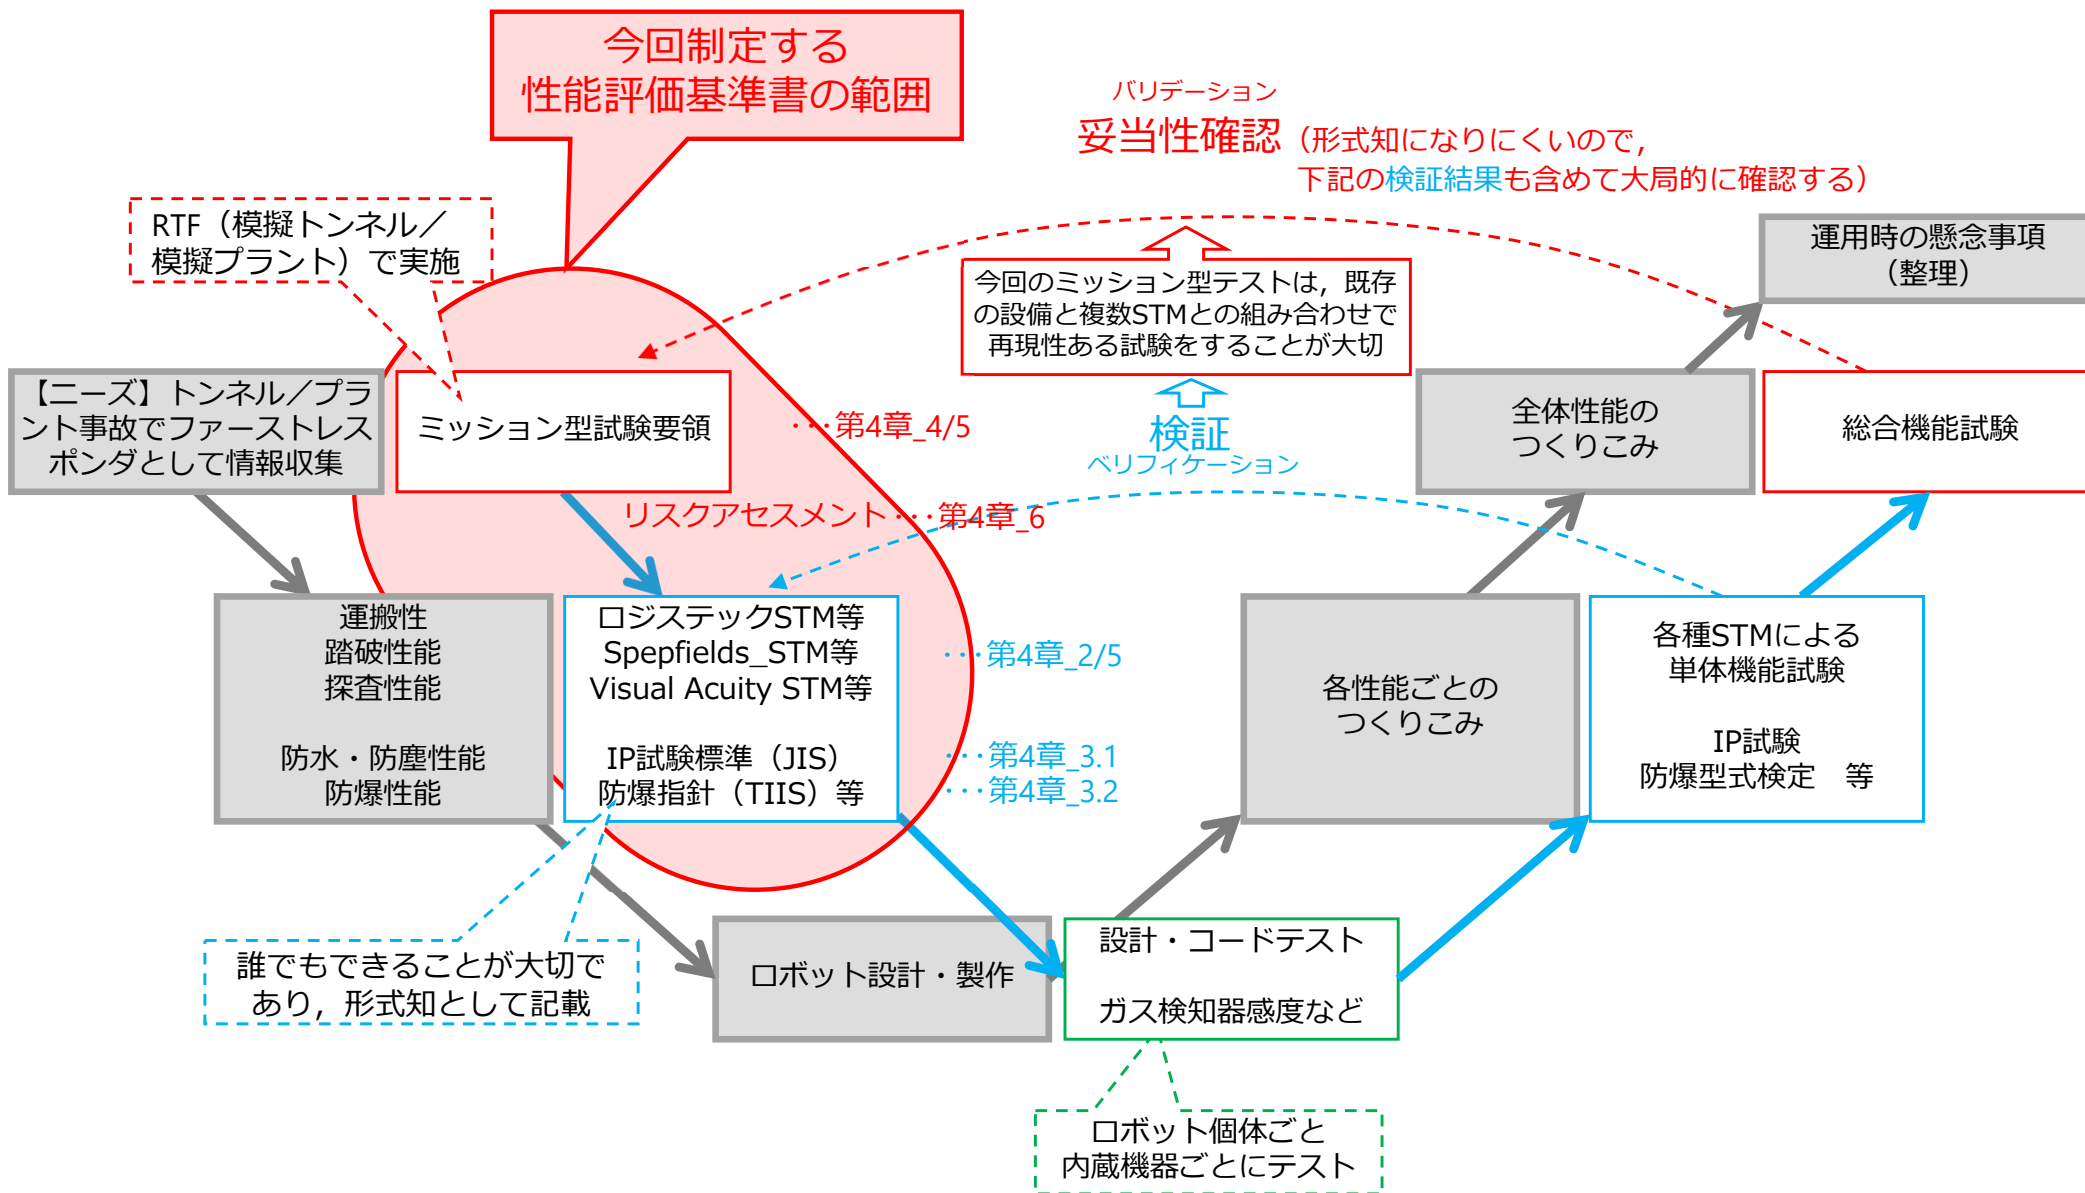 今回制定する
性能評価基準書の範囲
バリデーション
妥当性確認（形式知になりにくいので，
下記の検証結果も含めて大局的に確認する）
RTF（模擬トンネル／
模擬プラント）で実施
今回のミッション型テストは，既存
の設備と複数STMとの組み合わせで
再現性ある試験をすることが大切
運用時の懸念事項
（整理）
【ニーズ】トンネル／プラ
ント事故でファーストレス
ポンダとして情報収集
ミッション型試験要領
･･･第4章_4/5
検証
ベリフィケーション
全体性能の
つくりこみ
総合機能試験
リスクアセスメント･･･第4章_6
運搬性
踏破性能
探査性能
防水・防塵性能
防爆性能
ロジステックSTM等
Spepfields_STM等
Visual Acuity STM等
IP試験標準（JIS）
防爆指針（TIIS）等
･･･第4章_2/5
･･･第4章_3.1
･･･第4章_3.2
各性能ごとの
つくりこみ
各種STMによる
単体機能試験
IP試験
防爆型式検定　等
誰でもできることが大切で
あり，形式知として記載
ロボット設計・製作
設計・コードテスト
ガス検知器感度など
ロボット個体ごと
内蔵機器ごとにテスト